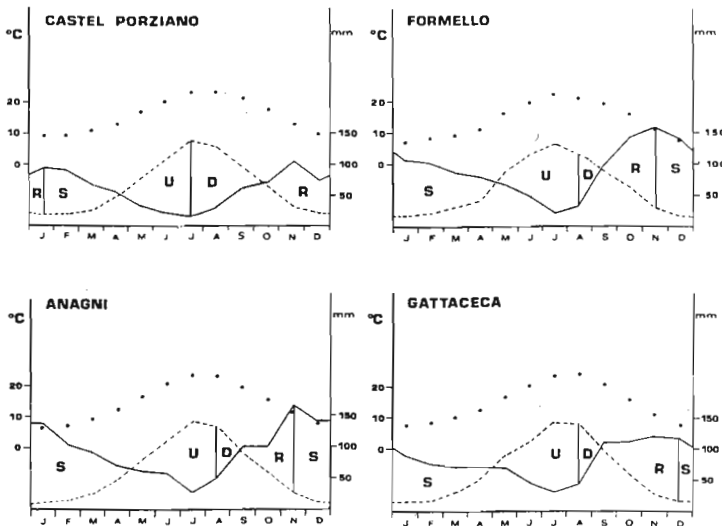 CASTEL PORZIANO
°C
mm
20
10
0
150
100
50
R S U D R
J F M A M J J A S O N D
FORMELLO
°C
mm
20
10
0
150
100
50
S U D R S
J F M A M J J A S O N D
ANAGNI
°C
mm
20
10
0
150
100
50
S U D R S
J F M A M J J A S O N D
GATTACECA
°C
mm
20
10
0
150
100
50
S U D R S
J F M A M J J A S O N D